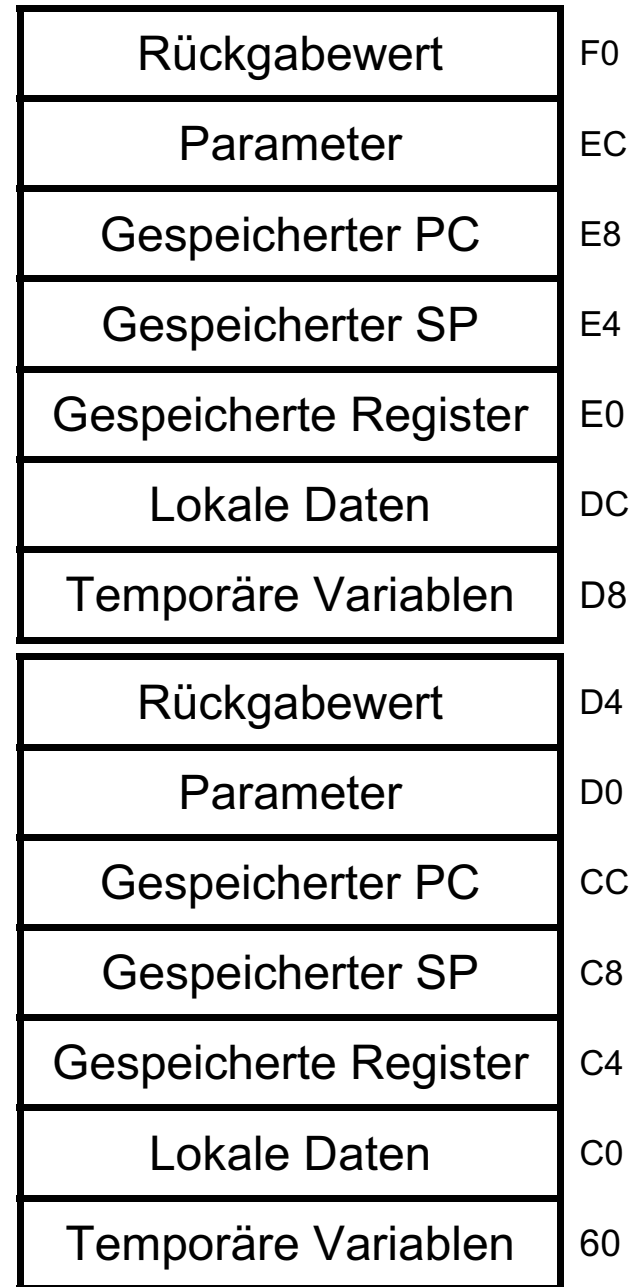 Rückgabewert F0
Parameter EC
Gespeicherter PC E8
Gespeicherter SP E4
Gespeicherte Register E0
Lokale Daten DC
Temporäre Variablen D8
Rückgabewert D4
Parameter D0
Gespeicherter PC CC
Gespeicherter SP C8
Gespeicherte Register C4
Lokale Daten C0
Temporäre Variablen 60